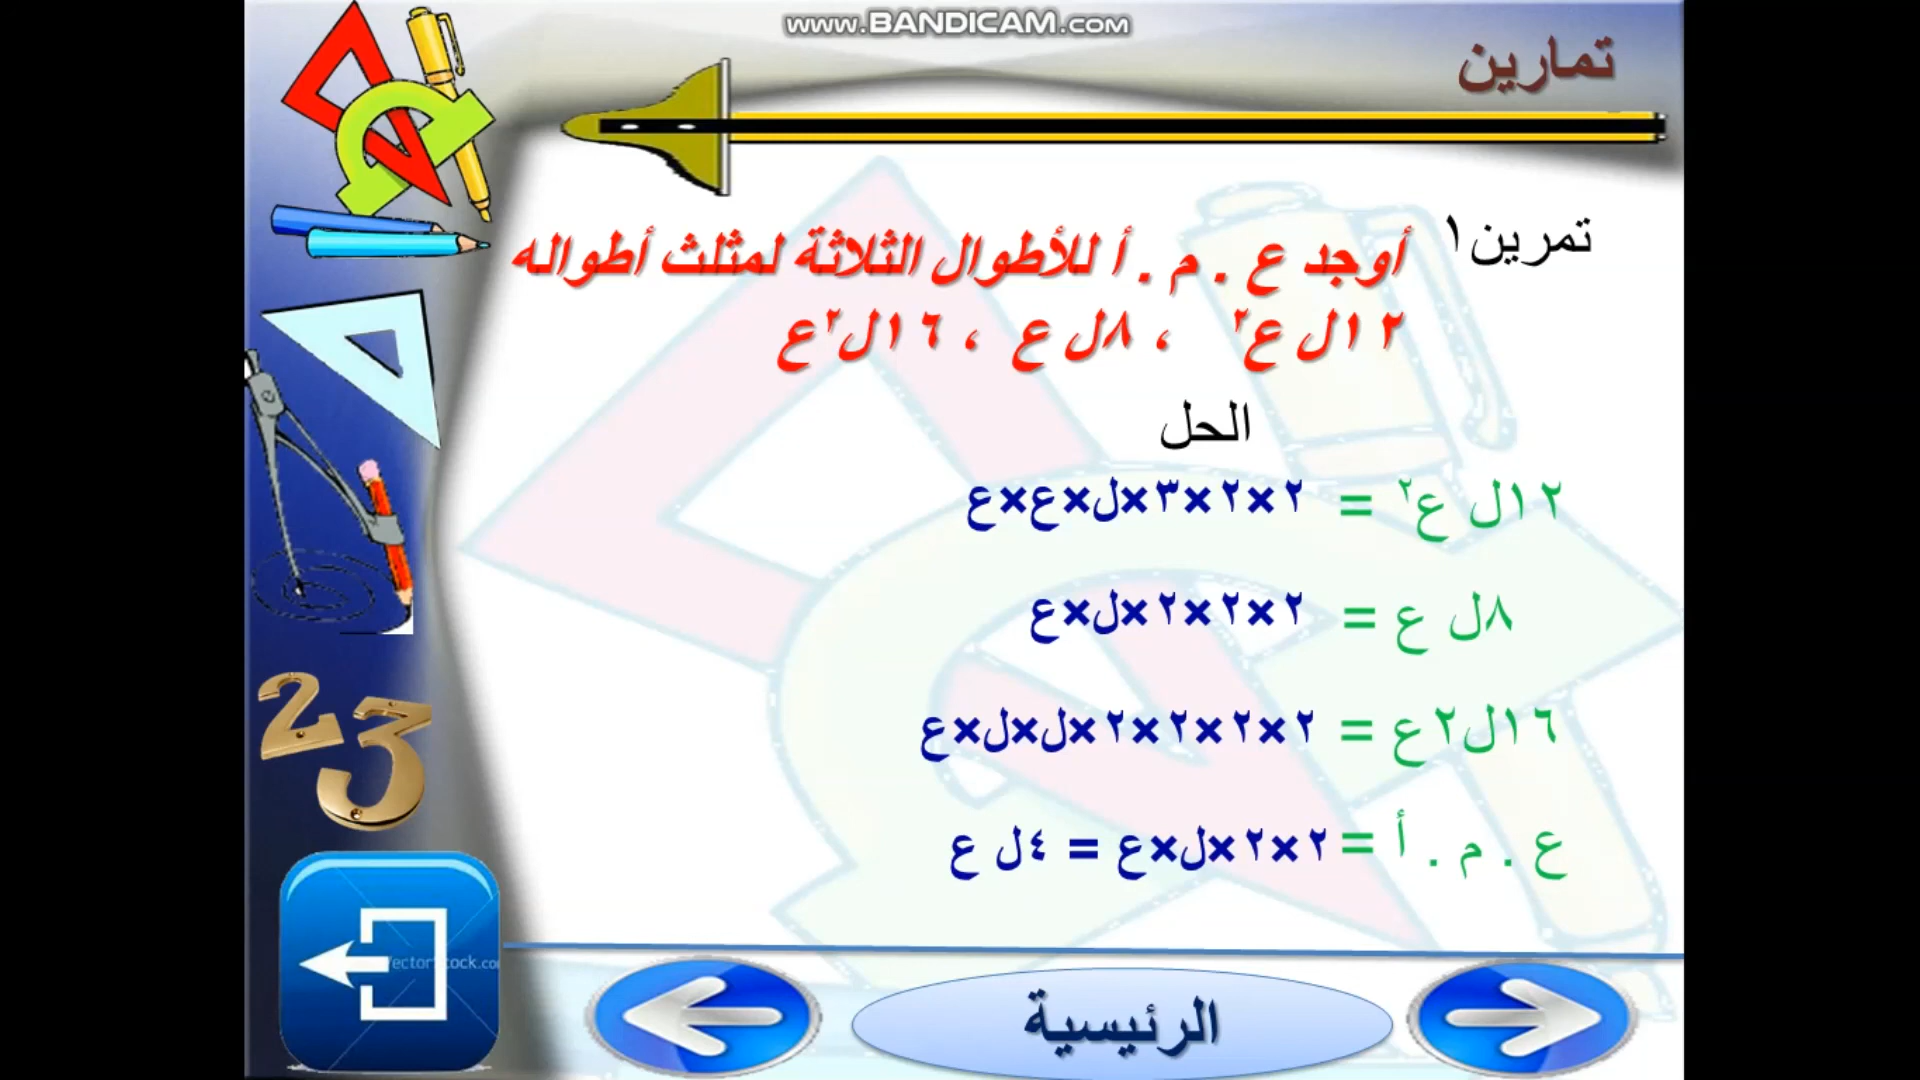 www.BANDICAM.com
تمارين
تمرين١
أوجد ع . م . أ للأطوال الثلاثة لمثلث أطواله
١٢ل ع٢ ، ٨ل ع ، ١٦ل٢ع
الحل
١٢ل ع٢ = ٢×٢×٣×ل×ع×ع
٨ل ع = ٢×٢×٢×ل×ع
١٦ل٢ع = ٢×٢×٢×٢×ل×ل×ع
ع . م . أ = ٢×٢×ل×ع = ٤ل ع
الرئيسية